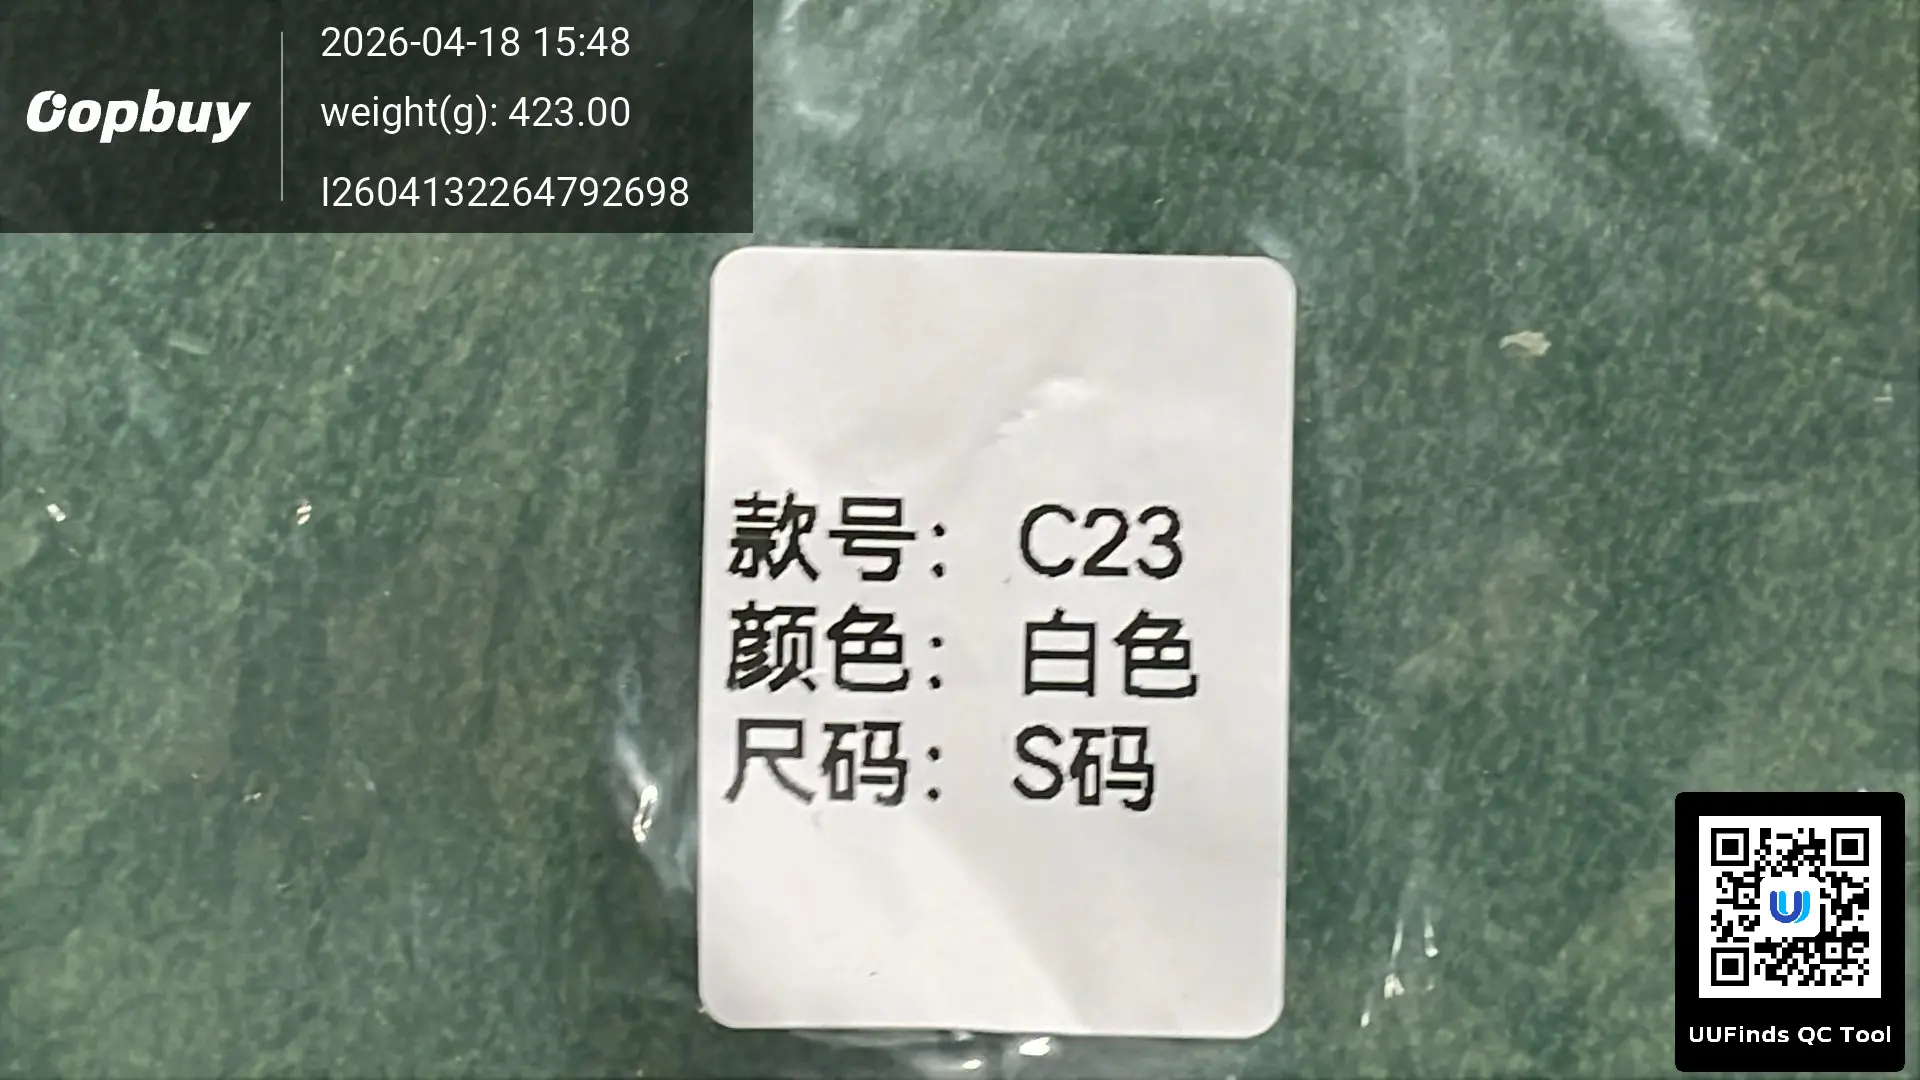 Oopbuy
2026-04-18 15:48
weight(g): 423.00
I2604132264792698
款号: C23
颜色: 白色
尺码: S码
U
UUFinds QC Tool